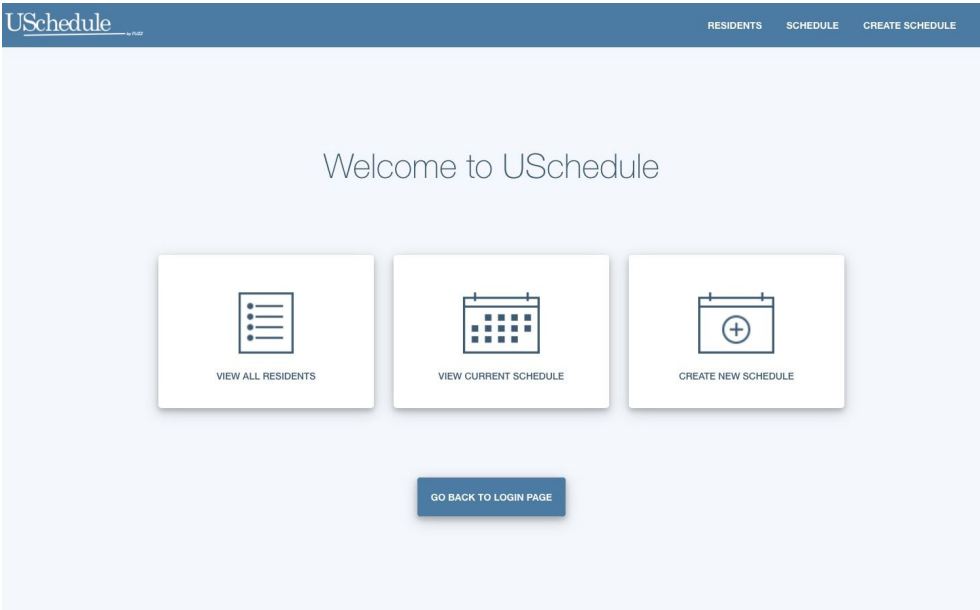 USchedule
RESIDENTS SCHEDULE CREATE SCHEDULE
Welcome to USchedule
VIEW ALL RESIDENTS VIEW CURRENT SCHEDULE CREATE NEW SCHEDULE
GO BACK TO LOGIN PAGE